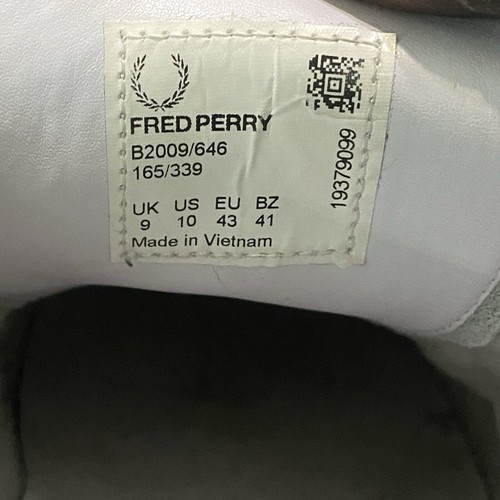 FRED PERRY
B2009/646
165/339
UK US EU BZ
9 10 43 41
Made in Vietnam
19379099